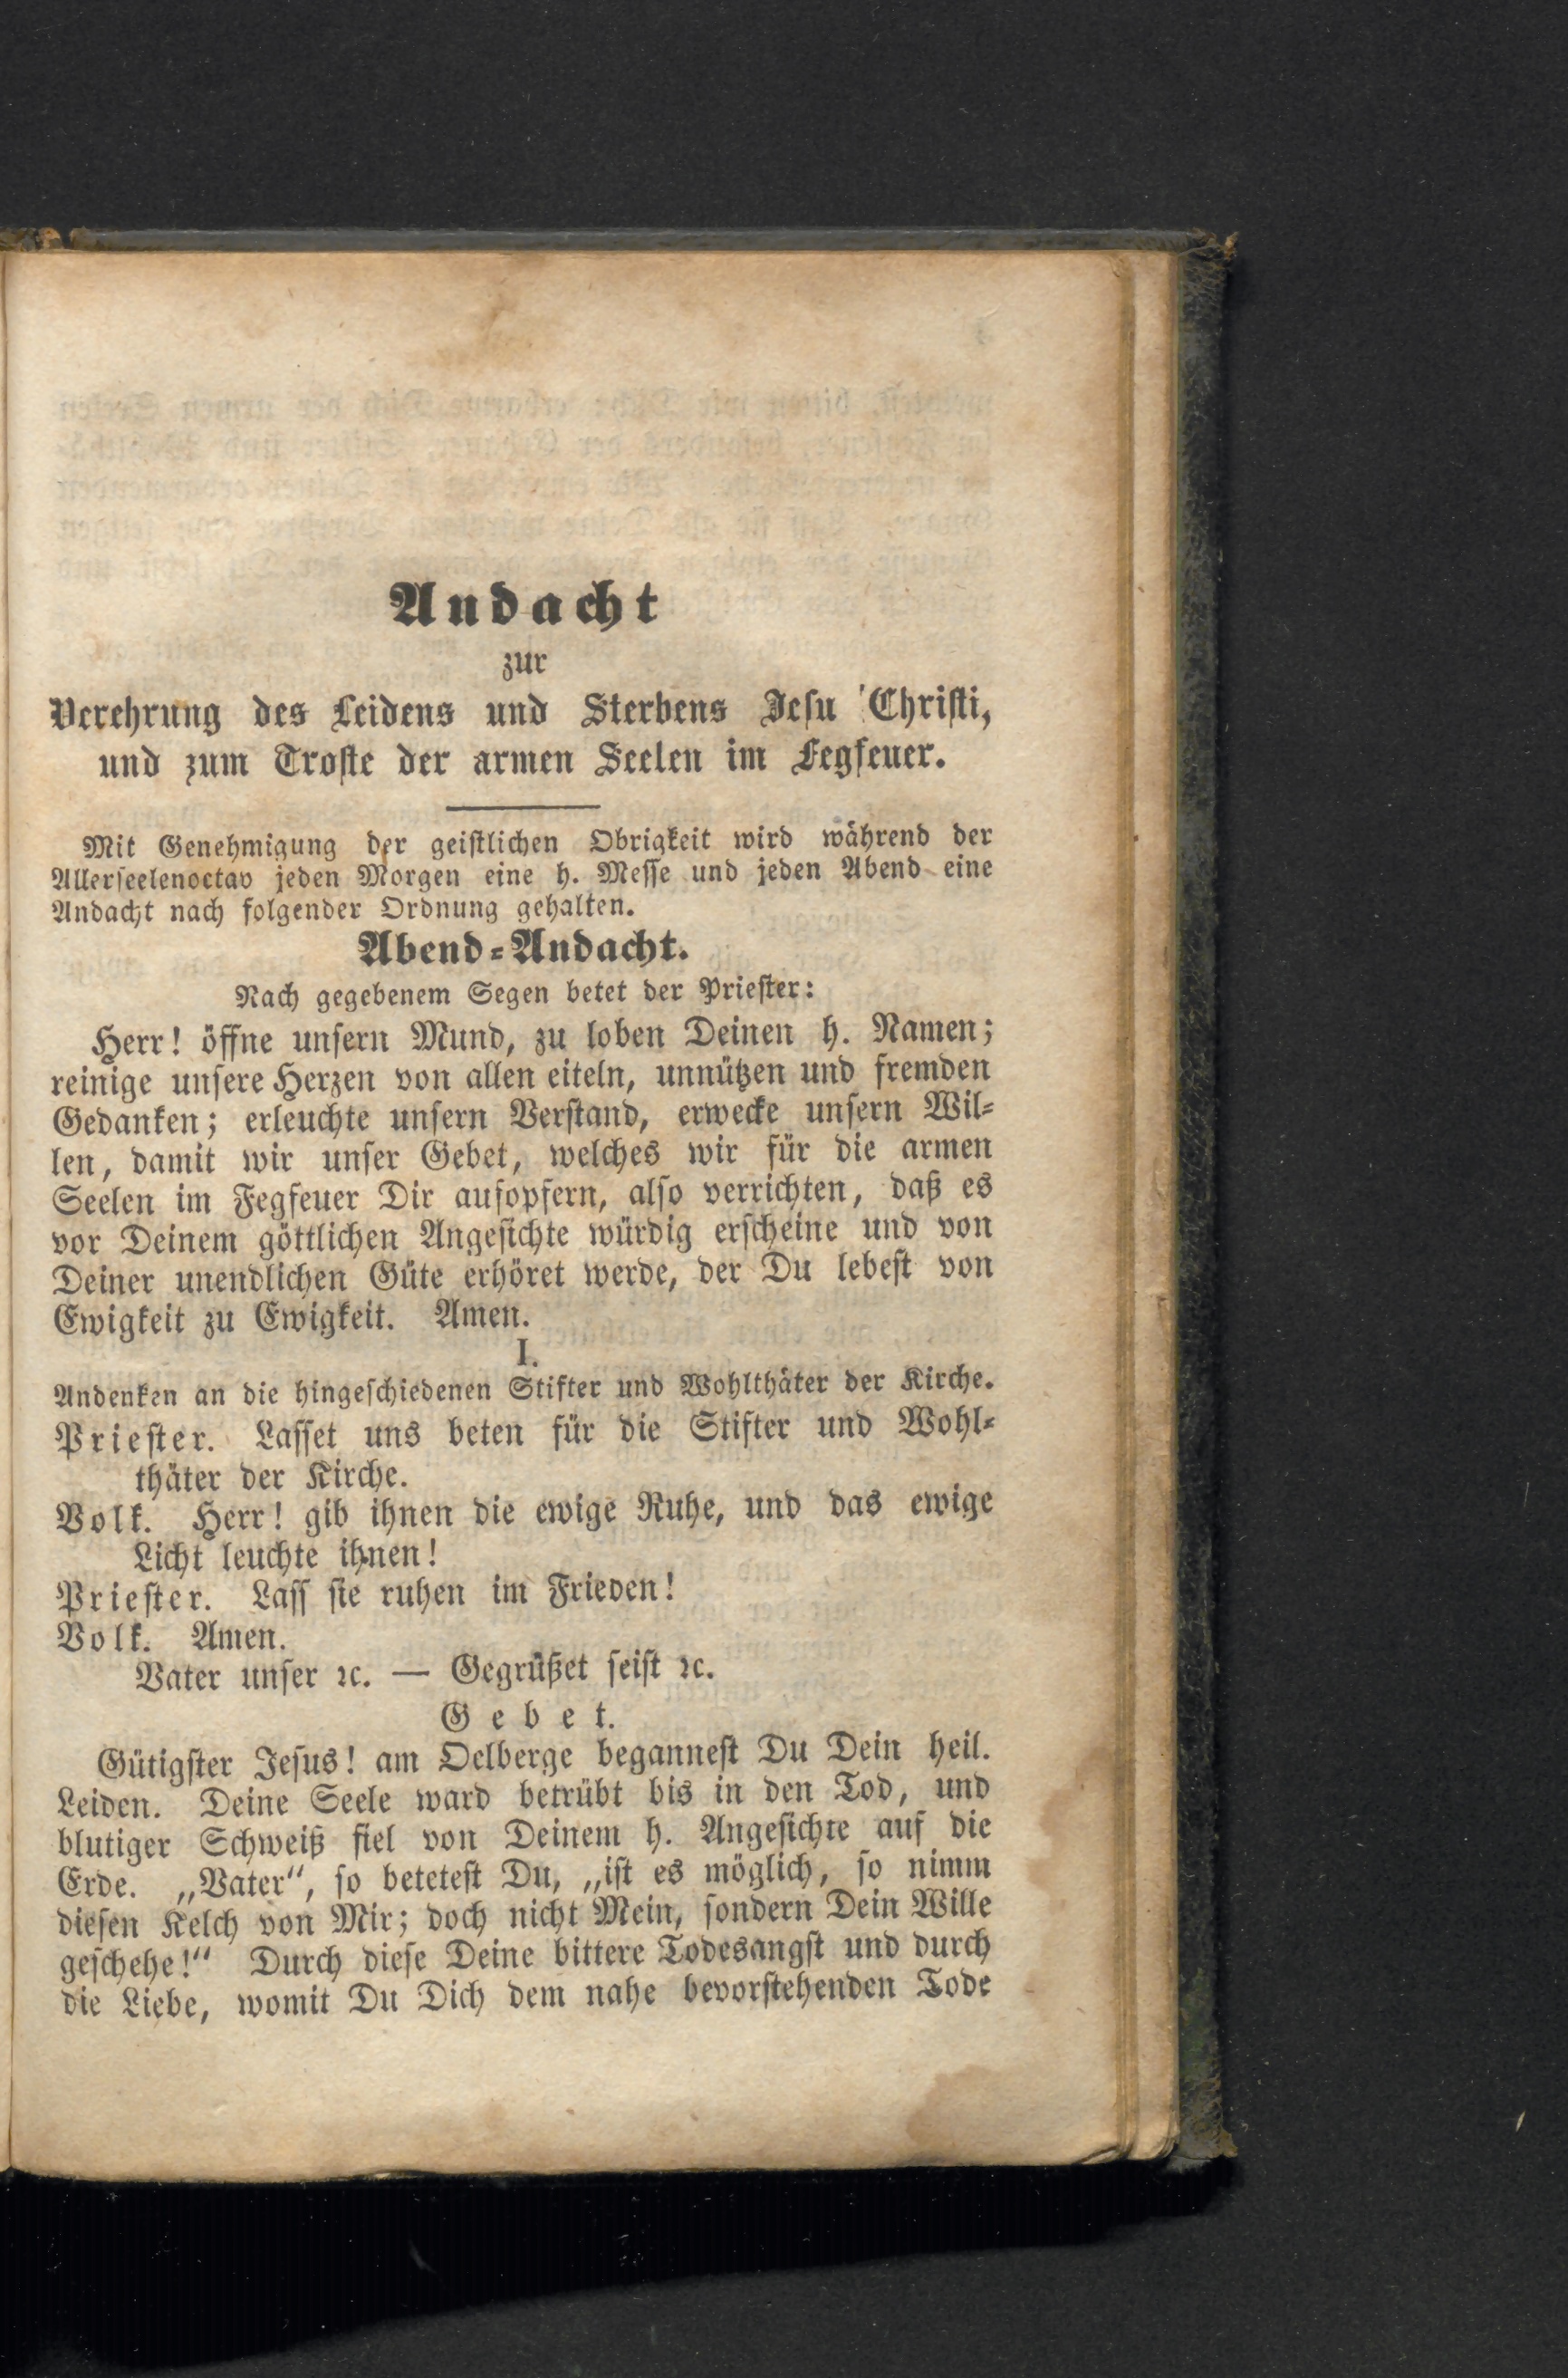 Andacht
zur
Verehrung des Leidens und Sterbens Jesu Christi,
und zum Troste der armen Seelen im Fegfeuer.
Mit Genehmigung der geistlichen Obrigkeit wird während der
Allerseelenoctav jeden Morgen eine h. Messe und jeden Abend eine
Andacht nach folgender Ordnung gehalten.
Abend-Andacht.
Nach gegebenem Segen betet der Priester:
Herr! öffne unsern Mund, zu loben Deinen h. Namen;
reinige unsere Herzen von allen eiteln, unnützen und fremden
Gedanken; erleuchte unsern Verstand, erwecke unsern Wil-
len, damit wir unser Gebet, welches wir für die armen
Seelen im Fegfeuer Dir aufopfern, also verrichten, daß es
vor Deinem göttlichen Angesichte würdig erscheine und von
Deiner unendlichen Güte erhöret werde, der Du lebest von
Ewigkeit zu Ewigkeit. Amen.
I.
Andenken an die hingeschiedenen Stifter und Wohlthäter der Kirche.
Priester. Lasset uns beten für die Stifter und Wohl-
thäter der Kirche.
Volk. Herr! gib ihnen die ewige Ruhe, und das ewige
Licht leuchte ihnen!
Priester. Lass sie ruhen im Frieden!
Volk. Amen.
Vater unser ꝛc. — Gegrüßet seist ꝛc.
Gebet.
Gütigster Jesus! am Oelberge begannest Du Dein heil.
Leiden. Deine Seele ward betrübt bis in den Tod, und
blutiger Schweiß fiel von Deinem h. Angesichte auf die
Erde. „Vater“, so betetest Du, „ist es möglich, so nimm
diesen Kelch von Mir; doch nicht Mein, sondern Dein Wille
geschehe!“ Durch diese Deine bittere Todesangst und durch
die Liebe, womit Du Dich dem nahe bevorstehenden Tode